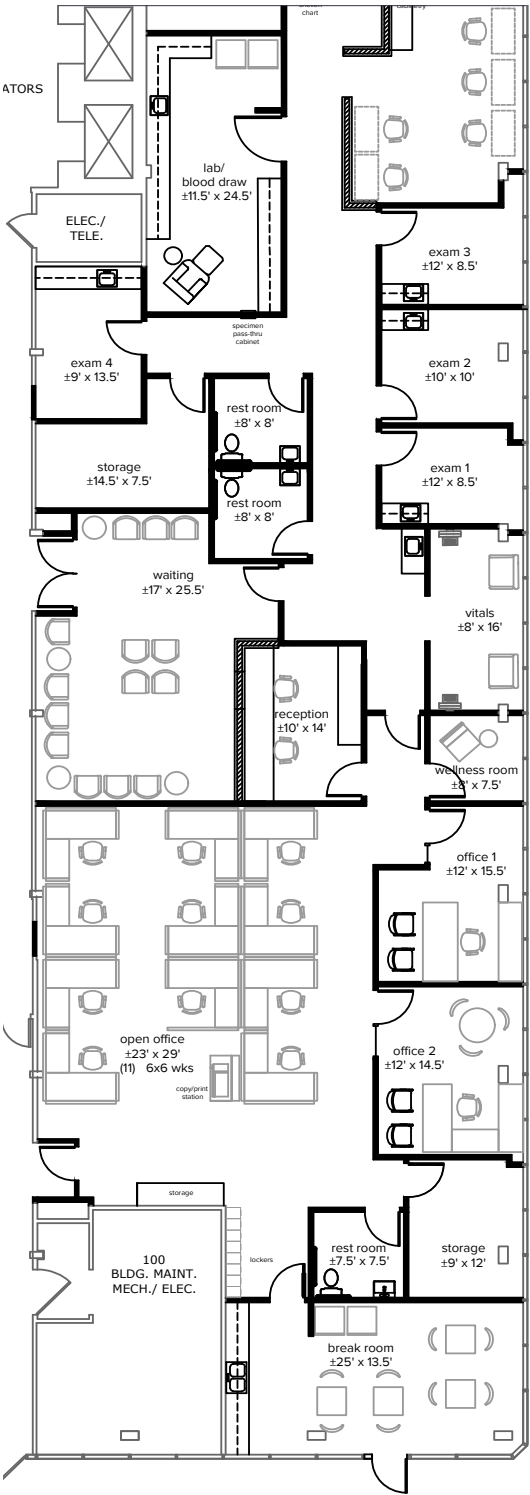 chart
ATORS
lab/
blood draw
±11.5' x 24.5'
ELEC./
TELE.
exam 3
±12' x 8.5'
specimen
pass-thru
cabinet
exam 4
±9' x 13.5'
exam 2
±10' x 10'
rest room
±8' x 8'
storage
±14.5' x 7.5'
exam 1
±12' x 8.5'
rest room
±8' x 8'
waiting
±17' x 25.5'
vitals
±8' x 16'
reception
±10' x 14'
wellness room
±8' x 7.5'
office 1
±12' x 15.5'
open office
±23' x 29'
(11) 6x6 wks
copy/print
station
office 2
±12' x 14.5'
storage
100
BLDG. MAINT.
MECH./ ELEC.
lockers
rest room
±7.5' x 7.5'
storage
±9' x 12'
break room
±25' x 13.5'